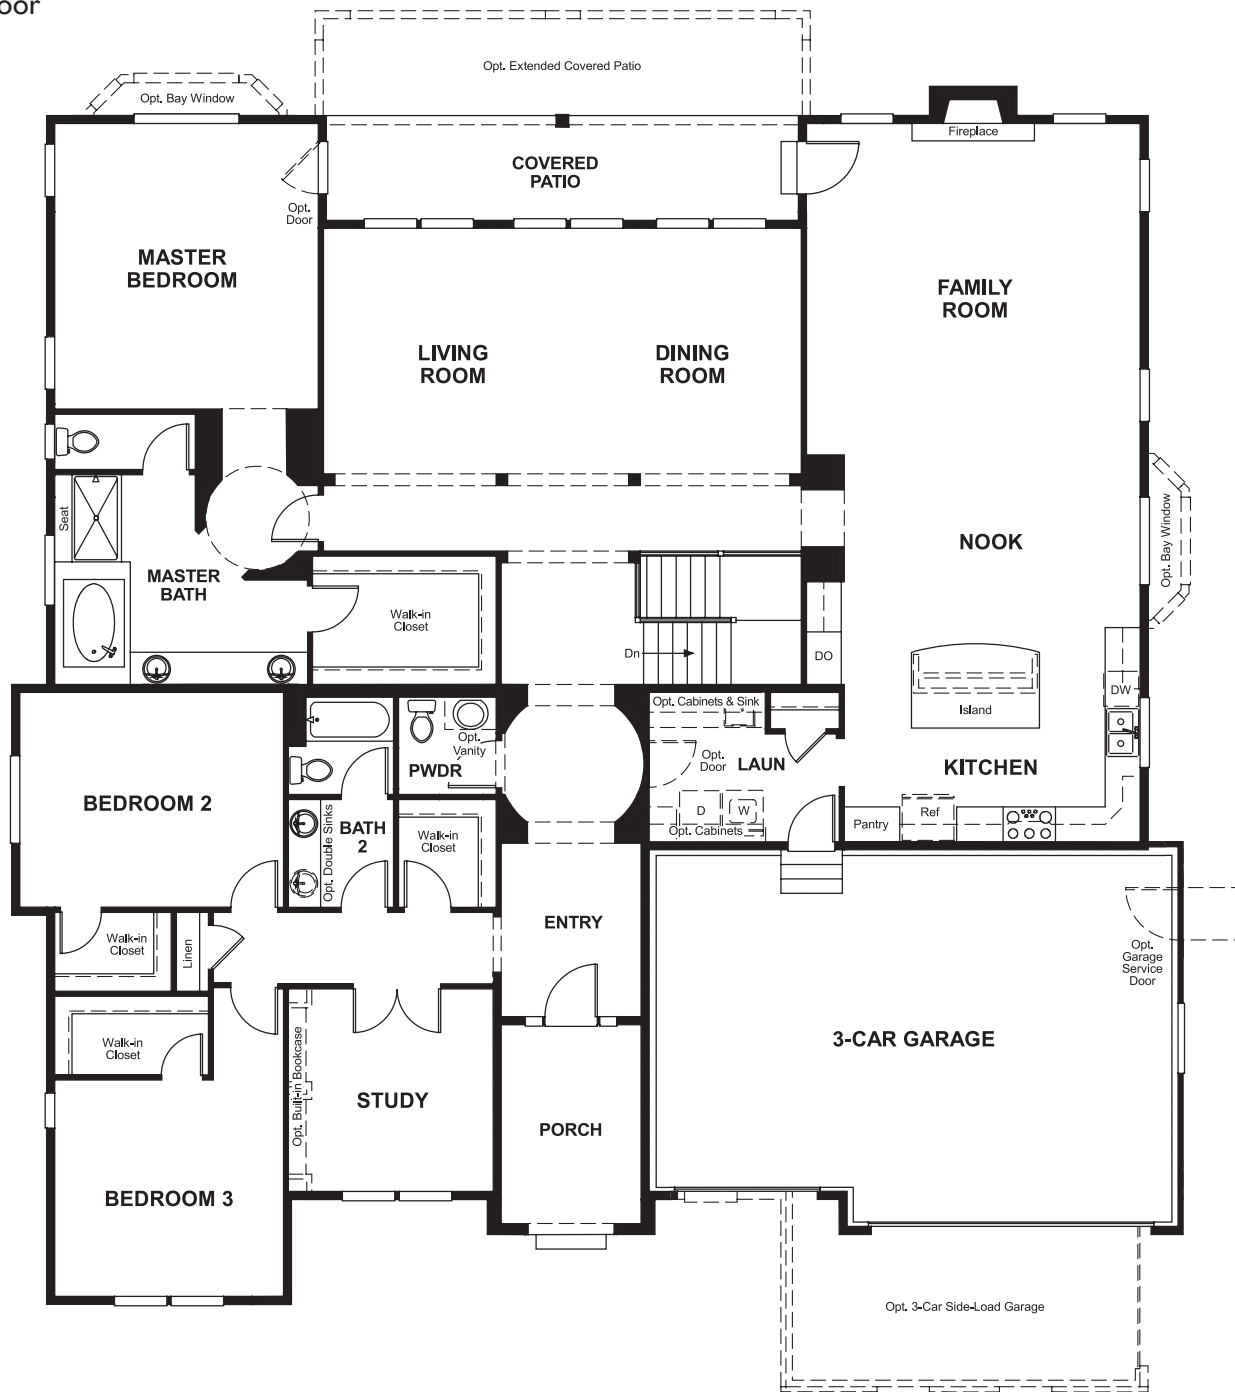 oor
Opt. Extended Covered Patio
Opt. Bay Window
Fireplace
COVERED
PATIO
Opt.
Door
MASTER
BEDROOM
FAMILY
ROOM
LIVING
ROOM
DINING
ROOM
Seat
NOOK
Opt. Bay Window
MASTER
BATH
Walk-in
Closet
Dn
DO
DW
Opt. Cabinets & Sink
Island
Opt.
Vanity
PWDR
Opt.
Door
LAUN
KITCHEN
BEDROOM 2
Opt. Double Sinks
BATH
2
Walk-in
Closet
D
W
Opt. Cabinets
Pantry
Ref
ENTRY
Walk-in
Closet
Linen
Opt.
Garage
Service
Door
Walk-in
Closet
3-CAR GARAGE
Opt. Built-in Bookcase
STUDY
PORCH
BEDROOM 3
Opt. 3-Car Side-Load Garage